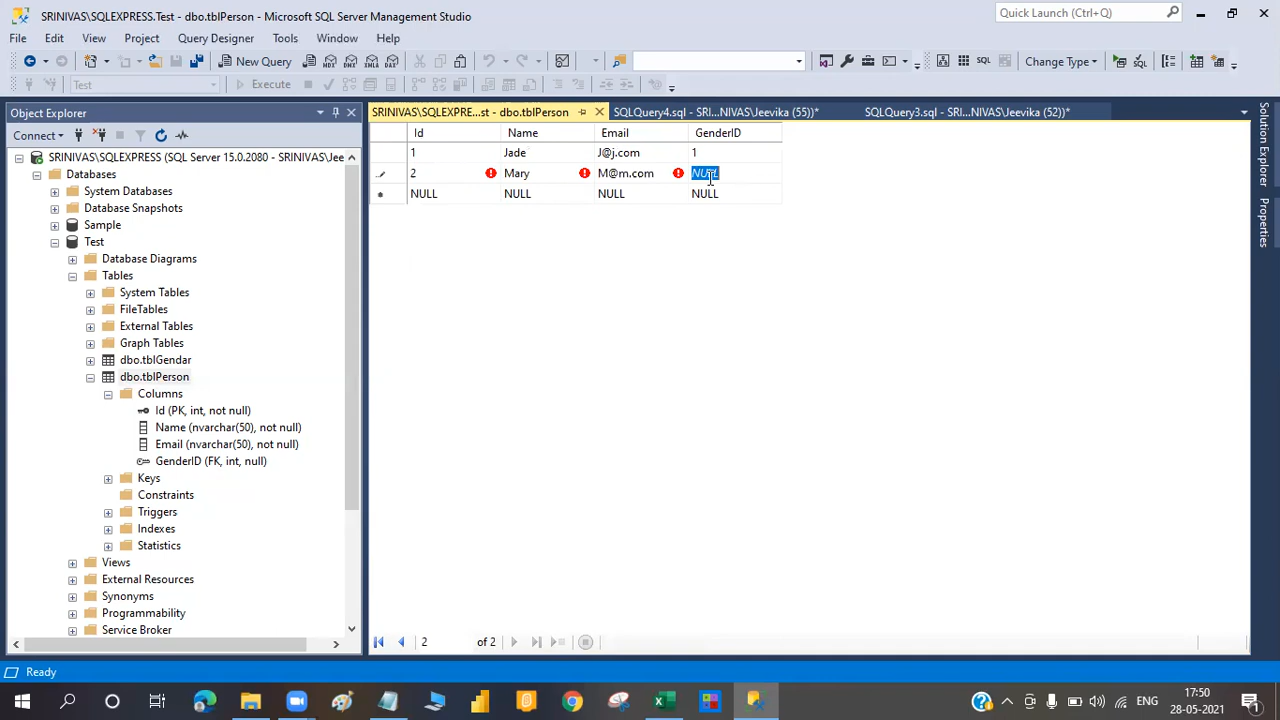 SRINIVAS\SQLEXPRESS.Test - dbo.tblPerson - Microsoft SQL Server Management Studio
Quick Launch (Ctrl+Q)
File Edit View Project Query Designer Tools Window Help
New Query
Change Type
Test
Execute
Object Explorer
SRINIVAS\SQLEXPRE...st - dbo.tblPerson
SQLQuery4.sql - SRI...NIVAS\Jeevika (55))*
SQLQuery3.sql - SRI...NIVAS\Jeevika (52))*
Connect
Id Name Email GenderID
1 Jade J@j.com 1
2 Mary M@m.com NULL
NULL NULL NULL NULL
SRINIVAS\SQLEXPRESS (SQL Server 15.0.2080 - SRINIVAS\Jee
Databases
System Databases
Database Snapshots
Sample
Test
Database Diagrams
Tables
System Tables
FileTables
External Tables
Graph Tables
dbo.tblGendar
dbo.tblPerson
Columns
Id (PK, int, not null)
Name (nvarchar(50), not null)
Email (nvarchar(50), not null)
GenderID (FK, int, null)
Keys
Constraints
Triggers
Indexes
Statistics
Views
External Resources
Synonyms
Programmability
Service Broker
Solution Explorer
Properties
2 of 2
Ready
ENG
17:50
28-05-2021